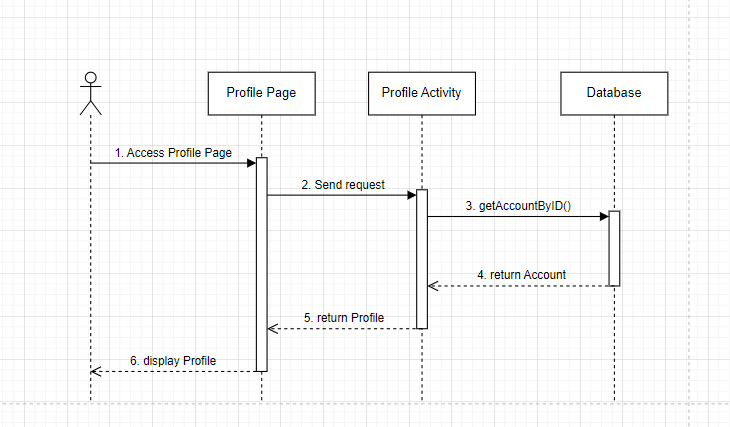 Profile Page
Profile Activity
Database
1. Access Profile Page
2. Send request
3. getAccountByID()
4. return Account
5. return Profile
6. display Profile